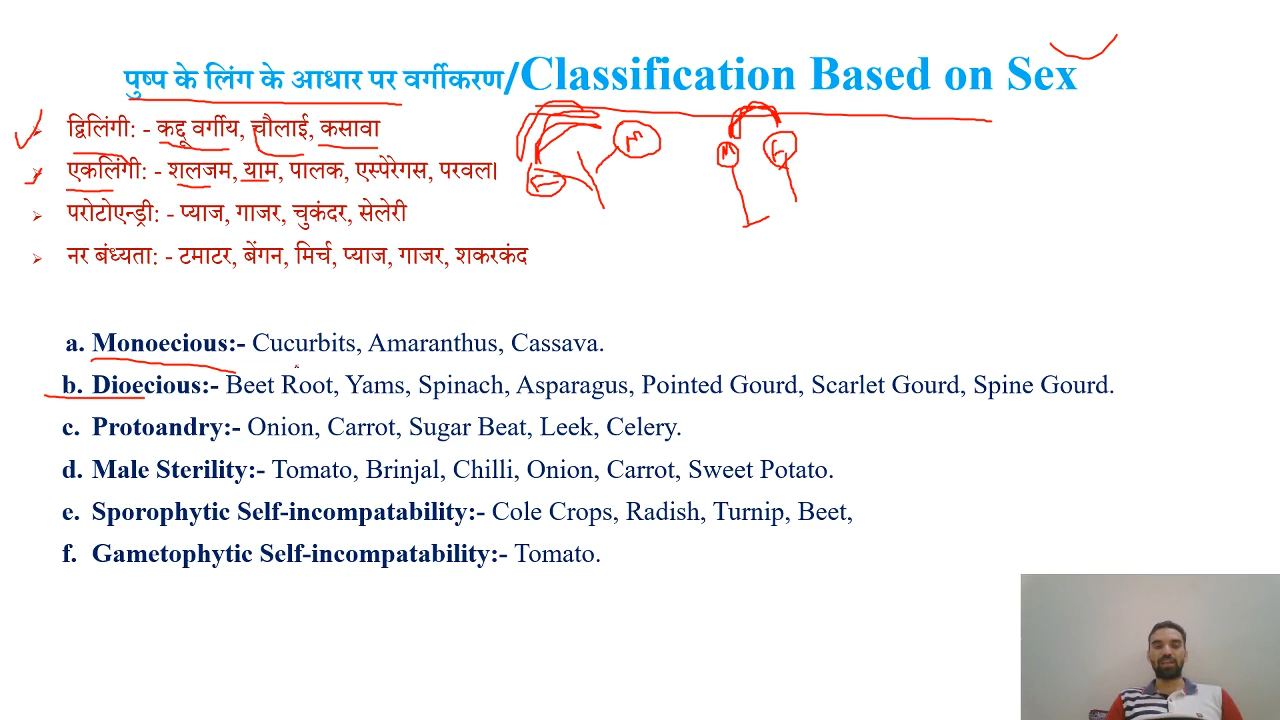 पुष्प के लिंग के आधार पर वर्गीकरण/Classification Based on Sex
द्विलिंगी: - कद्दू वर्गीय, चौलाई, कसावा
एकलिंगी: - शलजम, याम, पालक, एस्पेरेगस, परवल।
परोटोएन्ड्री: - प्याज, गाजर, चुकंदर, सेलेरी
नर बंध्यता: - टमाटर, बेंगन, मिर्च, प्याज, गाजर, शकरकंद
M
F
a. Monoecious:- Cucurbits, Amaranthus, Cassava.
b. Dioecious:- Beet Root, Yams, Spinach, Asparagus, Pointed Gourd, Scarlet Gourd, Spine Gourd.
c. Protoandry:- Onion, Carrot, Sugar Beat, Leek, Celery.
d. Male Sterility:- Tomato, Brinjal, Chilli, Onion, Carrot, Sweet Potato.
e. Sporophytic Self-incompatability:- Cole Crops, Radish, Turnip, Beet,
f. Gametophytic Self-incompatability:- Tomato.